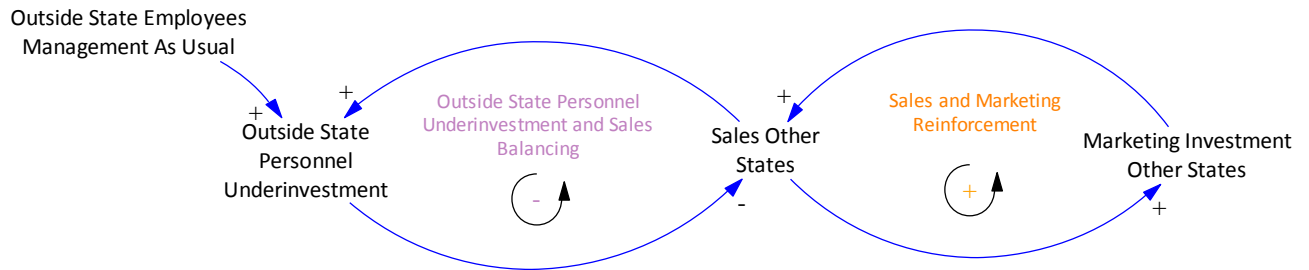 Outside State Employees
Management As Usual
+
+
Outside State
Personnel
Underinvestment
Outside State Personnel
Underinvestment and Sales
Balancing
-
+
Sales Other
States
-
Sales and Marketing
Reinforcement
+
Marketing Investment
Other States
+